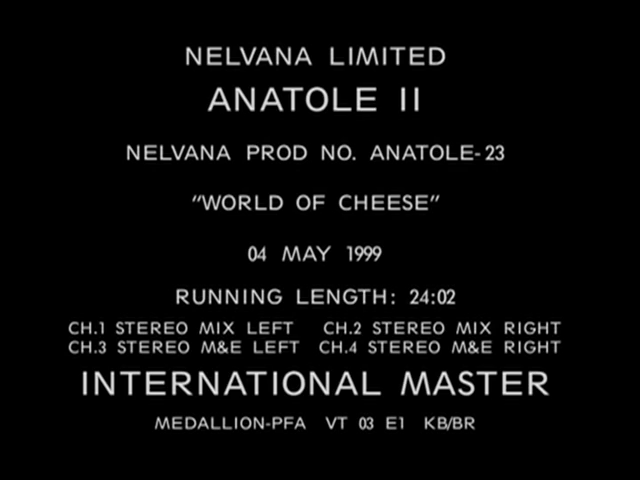 NELVANA LIMITED
ANATOLE II
NELVANA PROD NO. ANATOLE-23
"WORLD OF CHEESE"
04 MAY 1999
RUNNING LENGTH: 24:02
CH.1 STEREO MIX LEFT CH.2 STEREO MIX RIGHT
CH.3 STEREO M&E LEFT CH.4 STEREO M&E RIGHT
INTERNATIONAL MASTER
MEDALLION-PFA VT 03 E1 KB/BR